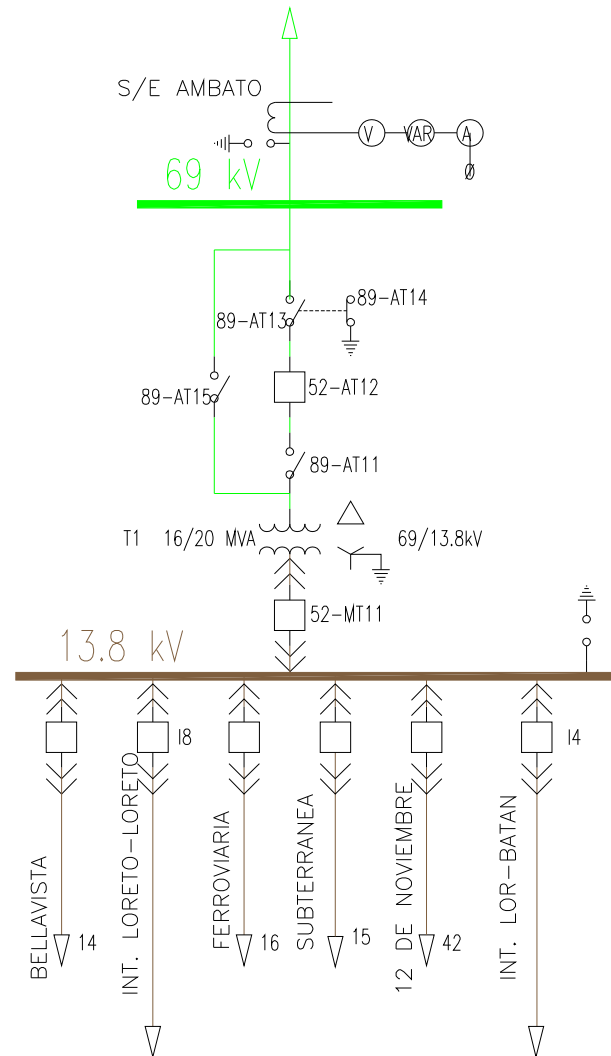 S/E AMBATO
V
VAR
A
Ø
69 kV
89-AT14
89-AT13
89-AT15
52-AT12
89-AT11
T1 16/20 MVA
69/13.8kV
52-MT11
13.8 kV
I8
I4
BELLAVISTA
14
INT. LORETO-LORETO
FERROVIARIA
16
SUBTERRANEA
15
12 DE NOVIEMBRE
42
INT. LOR-BATAN